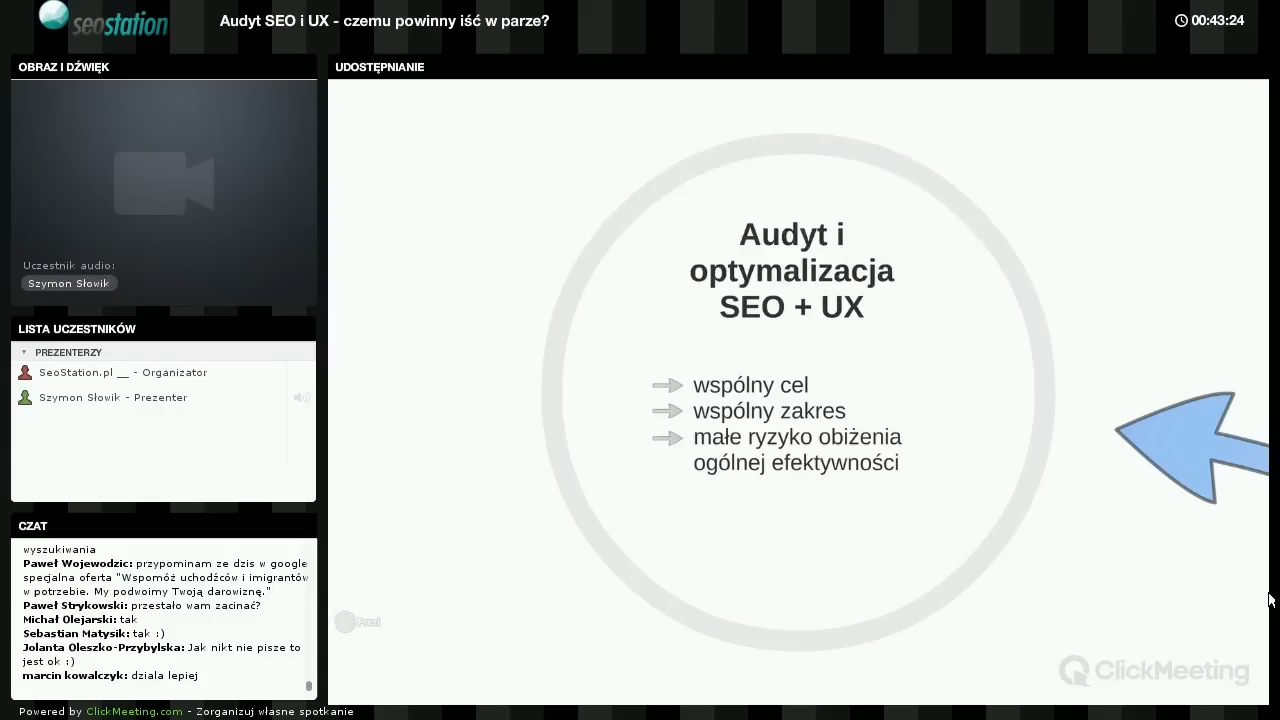 seostation
Audyt SEO i UX - czemu powinny iść w parze?
00:43:24
OBRAZ I DŹWIĘK
Uczestnik audio:
Szymon Słowik
LISTA UCZESTNIKÓW
PREZENTERZY
SeoStation.pl __ - Organizator
Szymon Słowik - Prezenter
CZAT
wyszukiwania
Paweł Wojewodzic: przypominam ze dzis w google
specjalna oferta "Wspomóż uchodźców i imigrantów
w potrzebie. My podwoimy Twoją darowiznę."
Paweł Strykowski: przestało wam zacinać?
Michał Olejarski: tak
Sebastian Matysik: tak :)
Jolanta Oleszko-Przybylska: Jak nikt nie pisze to
jest ok :)
marcin kowalczyk: dziala lepiej
Powered by ClickMeeting.com - Zorganizuj własne spotkanie
UDOSTĘPNIANIE
Audyt i
optymalizacja
SEO + UX
wspólny cel
wspólny zakres
małe ryzyko obiżenia
ogólnej efektywności
Prezi
ClickMeeting